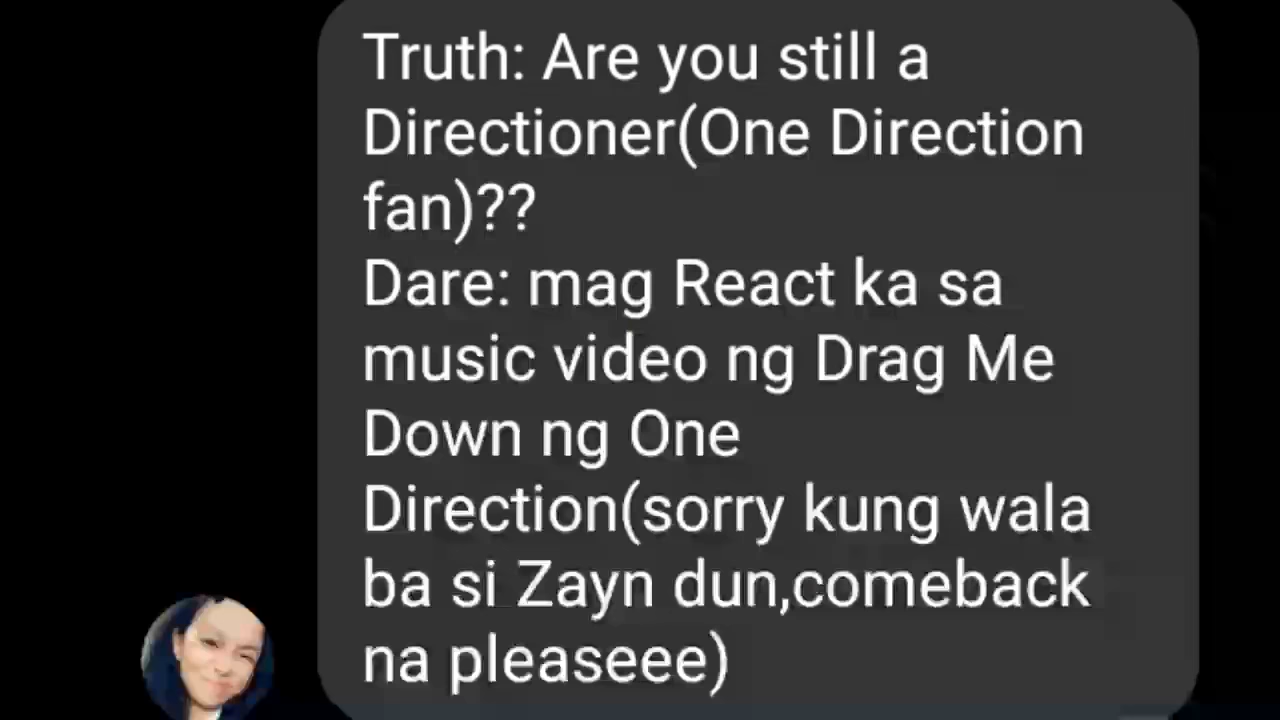 Truth: Are you still a
Directioner(One Direction
fan)??
Dare: mag React ka sa
music video ng Drag Me
Down ng One
Direction(sorry kung wala
ba si Zayn dun,comeback
na pleaseee)